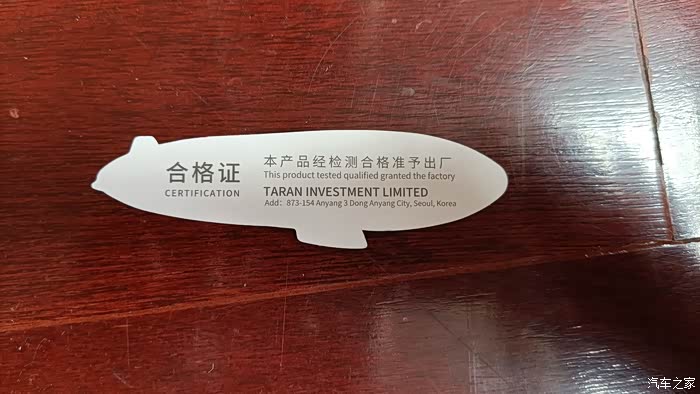 合格证
CERTIFICATION
本产品经检测合格准予出厂
This product tested qualified granted the factory
TARAN INVESTMENT LIMITED
Add: 873-154 Anyang 3 Dong Anyang City, Seoul, Korea
汽车之家